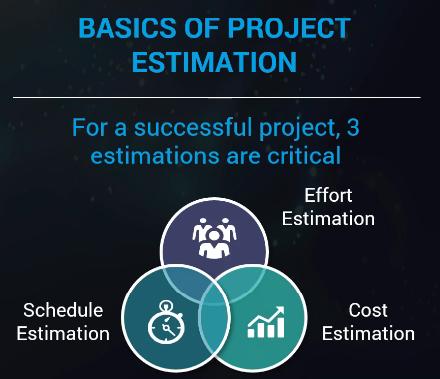 BASICS OF PROJECT
ESTIMATION
For a successful project, 3
estimations are critical
Effort
Estimation
Schedule
Estimation
Cost
Estimation